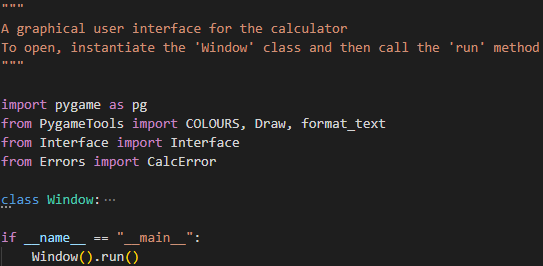 """
A graphical user interface for the calculator
To open, instantiate the 'Window' class and then call the 'run' method
"""
import pygame as pg
from PygameTools import COLOURS, Draw, format_text
from Interface import Interface
from Errors import CalcError
class Window:···
if __name__ == "__main__":
    Window().run()